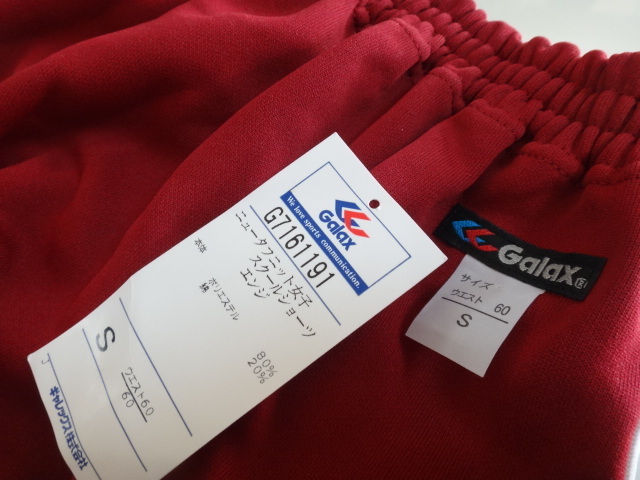 Galax
We love sports communication.
G7161191
ニュータフニット女子
スクールショーツ
エンジ
ポリエステル 80%
綿 20%
S
ウエスト60
60
J
ギャレックス株式会社
Galax
サイズ
ウエスト 60
S